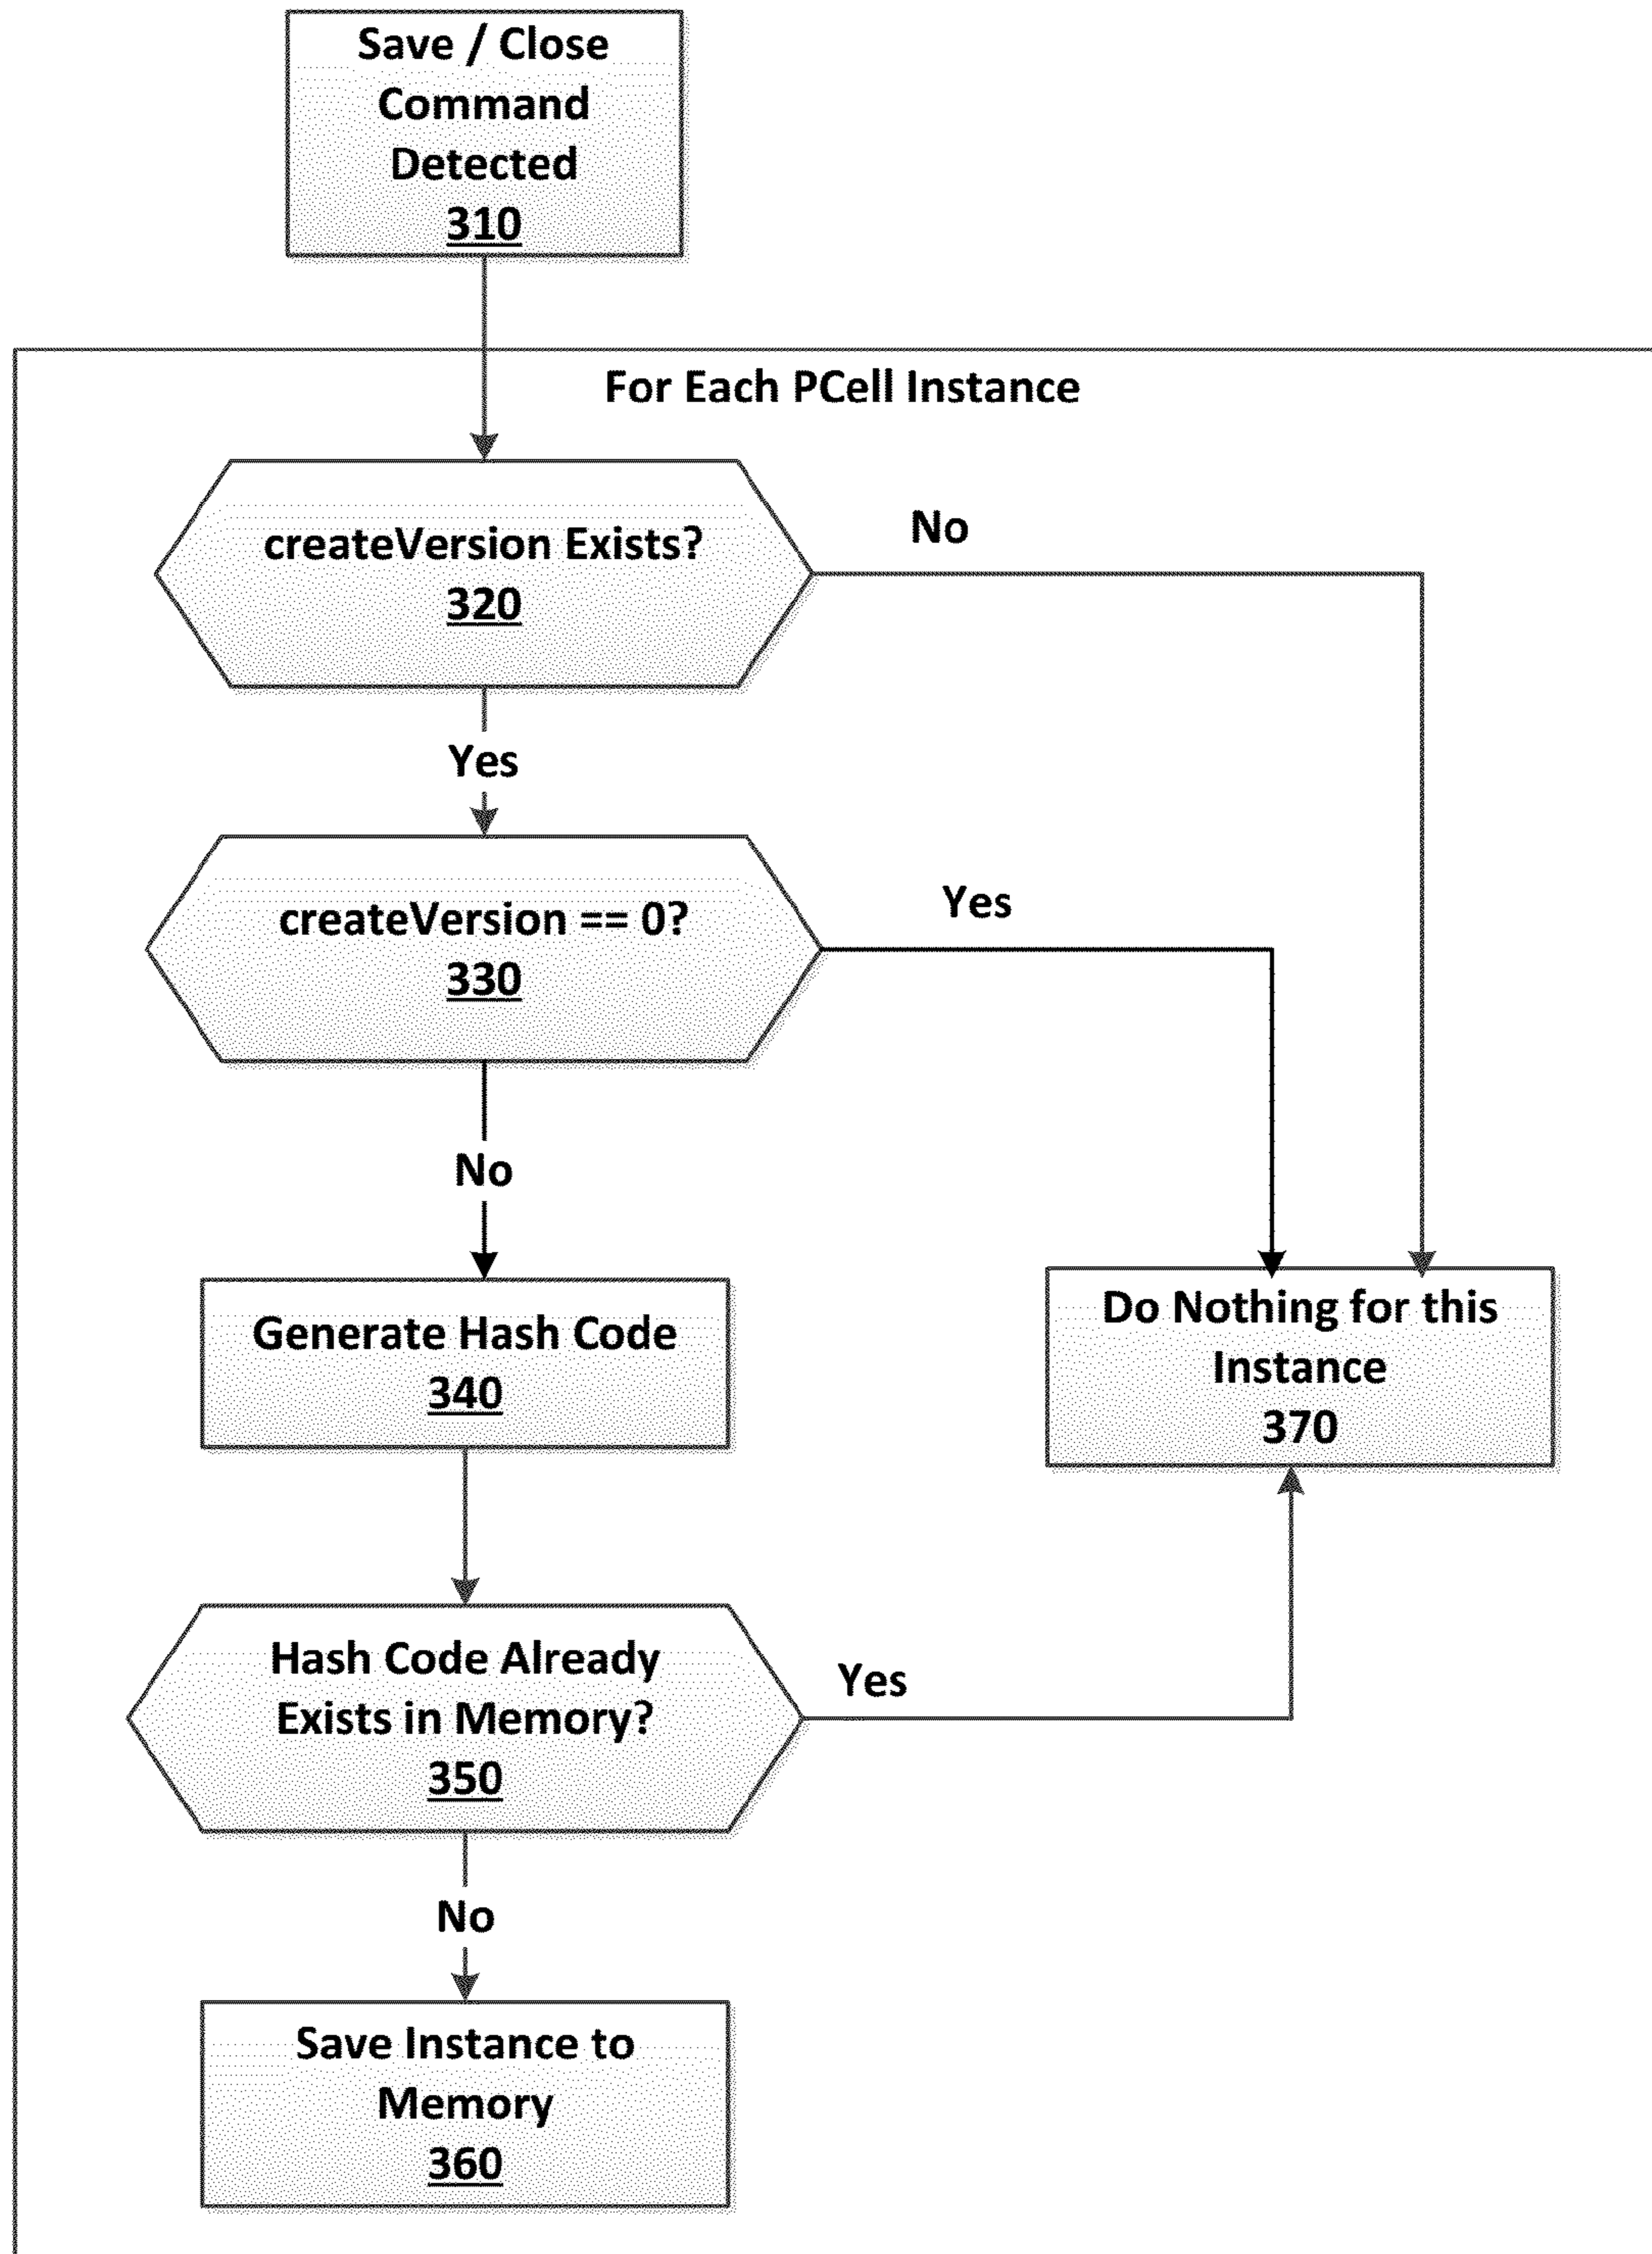 Save / Close
Command
Detected
310
For Each PCell Instance
createVersion Exists?
320
No
Yes
createVersion == 0?
330
Yes
No
Generate Hash Code
340
Do Nothing for this
Instance
370
Hash Code Already
Exists in Memory?
350
Yes
No
Save Instance to
Memory
360